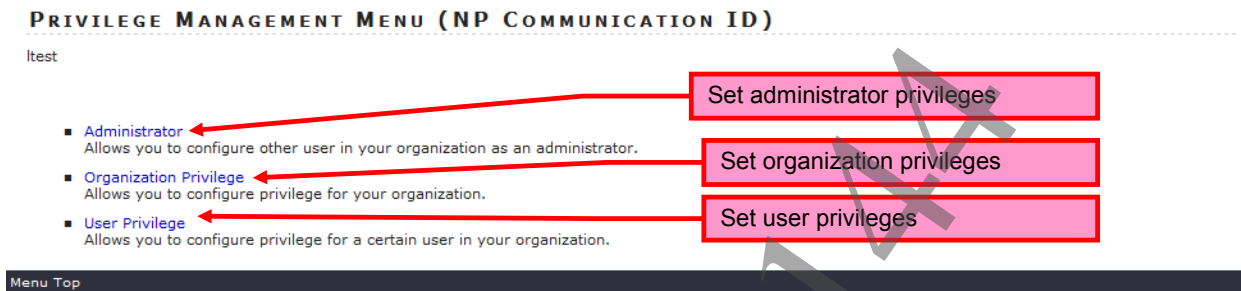 PRIVILEGE MANAGEMENT MENU (NP COMMUNICATION ID)
ltest
Set administrator privileges
Administrator
Allows you to configure other user in your organization as an administrator.
Set organization privileges
Organization Privilege
Allows you to configure privilege for your organization.
Set user privileges
User Privilege
Allows you to configure privilege for a certain user in your organization.
Menu Top